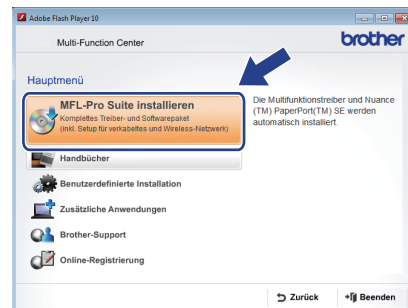 Adobe Flash Player 10
Multi-Function Center
brother
Hauptmenü
MFL-Pro Suite installieren
Komplettes Treiber- und Softwarepaket
(inkl. Setup für verkabeltes und Wireless-Netzwerk)
Die Multifunktionstreiber und Nuance
(TM) PaperPort(TM) SE werden
automatisch installiert.
Handbücher
Benutzerdefinierte Installation
Zusätzliche Anwendungen
Brother-Support
Online-Registrierung
Zurück
Beenden